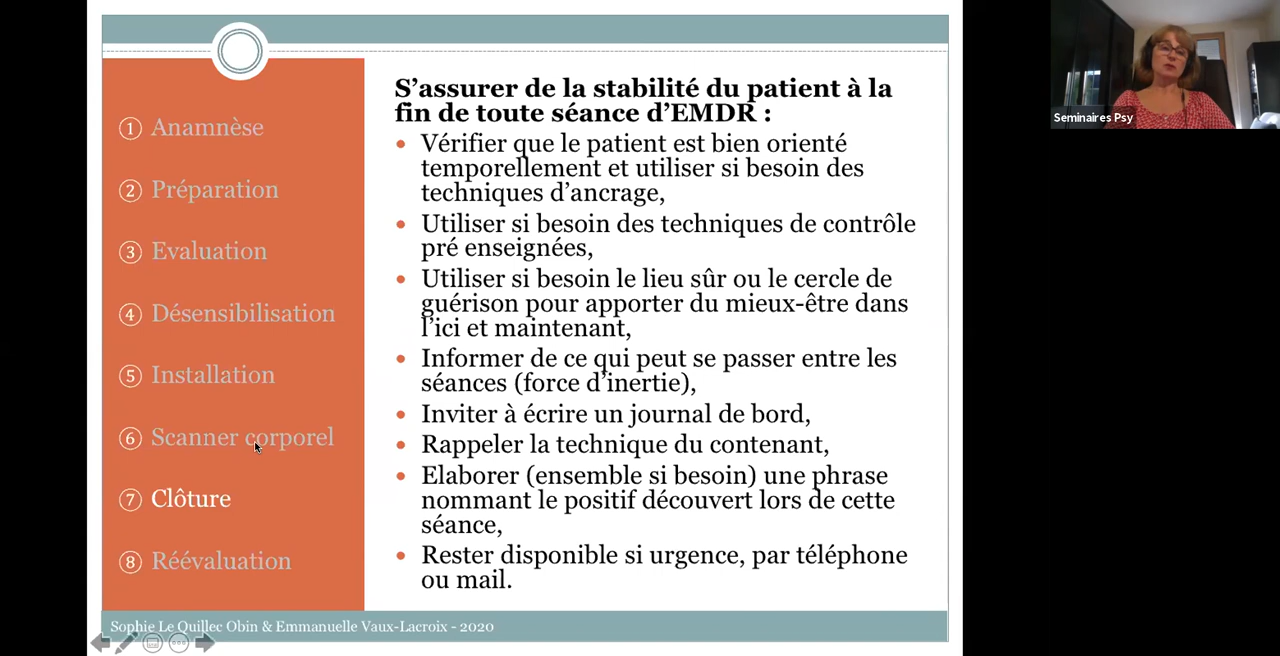 ① Anamnèse
② Préparation
③ Evaluation
④ Désensibilisation
⑤ Installation
⑥ Scanner corporel
⑦ Clôture
⑧ Réévaluation
S’assurer de la stabilité du patient à la
fin de toute séance d’EMDR :
• Vérifier que le patient est bien orienté
temporellement et utiliser si besoin des
techniques d’ancrage,
• Utiliser si besoin des techniques de contrôle
pré enseignées,
• Utiliser si besoin le lieu sûr ou le cercle de
guérison pour apporter du mieux-être dans
l’ici et maintenant,
• Informer de ce qui peut se passer entre les
séances (force d’inertie),
• Inviter à écrire un journal de bord,
• Rappeler la technique du contenant,
• Elaborer (ensemble si besoin) une phrase
nommant le positif découvert lors de cette
séance,
• Rester disponible si urgence, par téléphone
ou mail.
Sophie Le Quillec Obin & Emmanuelle Vaux-Lacroix - 2020
Seminaires Psy